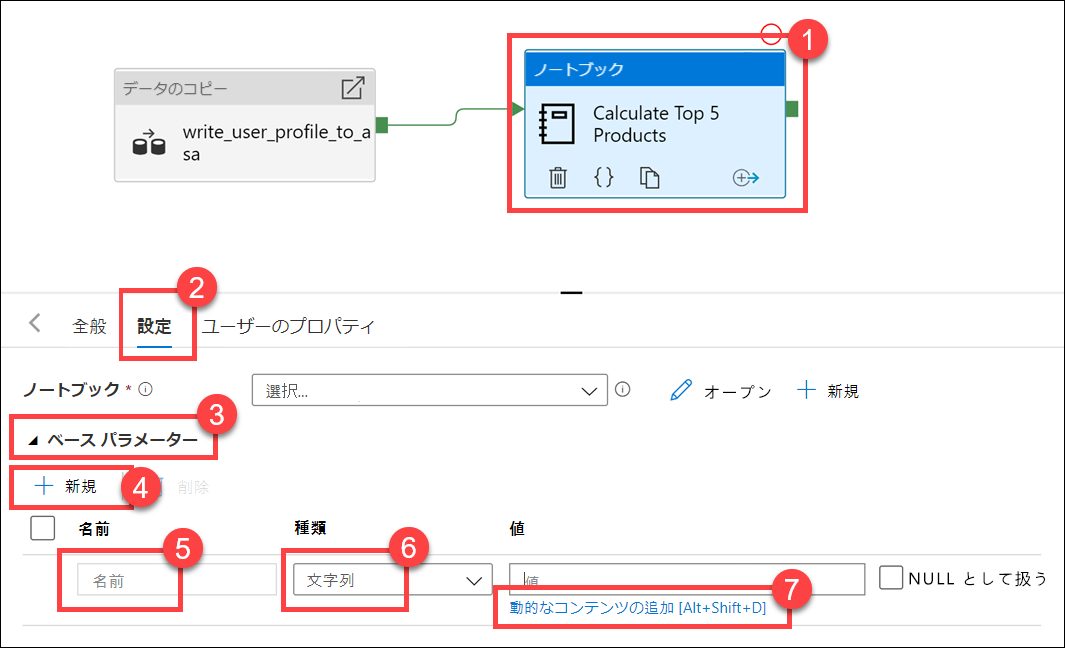 1
データのコピー
write_user_profile_to_a
sa
ノートブック
Calculate Top 5
Products
{}
2
全般
設定
ユーザーのプロパティ
ノートブック *
選択...
オープン
新規
3
ベース パラメーター
4
新規
削除
名前
種類
値
5
6
名前
文字列
値
NULL として扱う
7
動的なコンテンツの追加 [Alt+Shift+D]